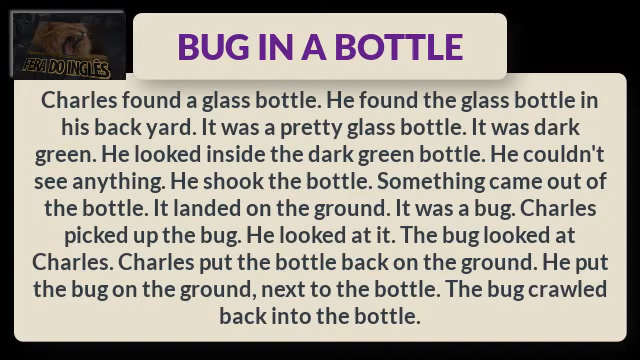 FERA DO INGLÊS
BUG IN A BOTTLE
Charles found a glass bottle. He found the glass bottle in
his back yard. It was a pretty glass bottle. It was dark
green. He looked inside the dark green bottle. He couldn't
see anything. He shook the bottle. Something came out of
the bottle. It landed on the ground. It was a bug. Charles
picked up the bug. He looked at it. The bug looked at
Charles. Charles put the bottle back on the ground. He put
the bug on the ground, next to the bottle. The bug crawled
back into the bottle.